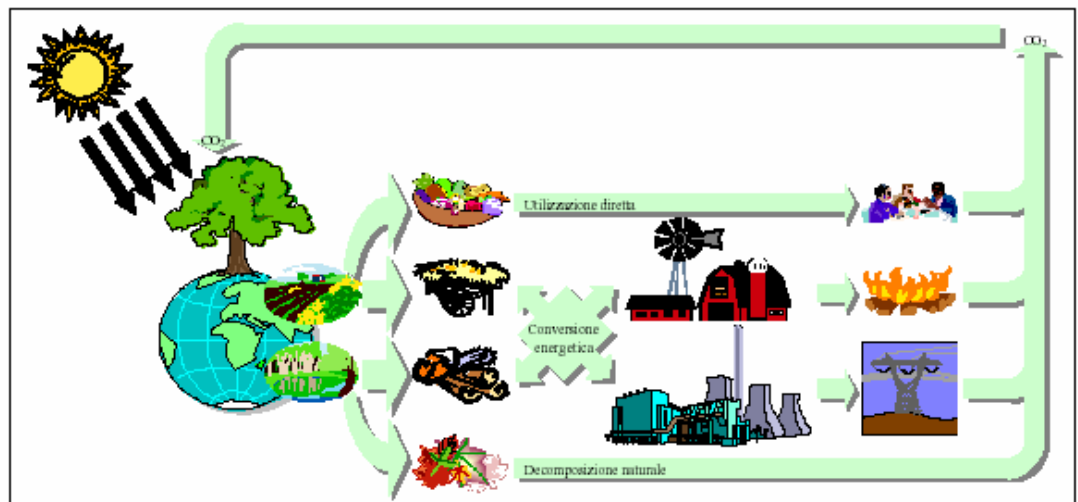 CO2
CO2
Utilizzazione diretta
Conversione
energetica
Decomposizione naturale